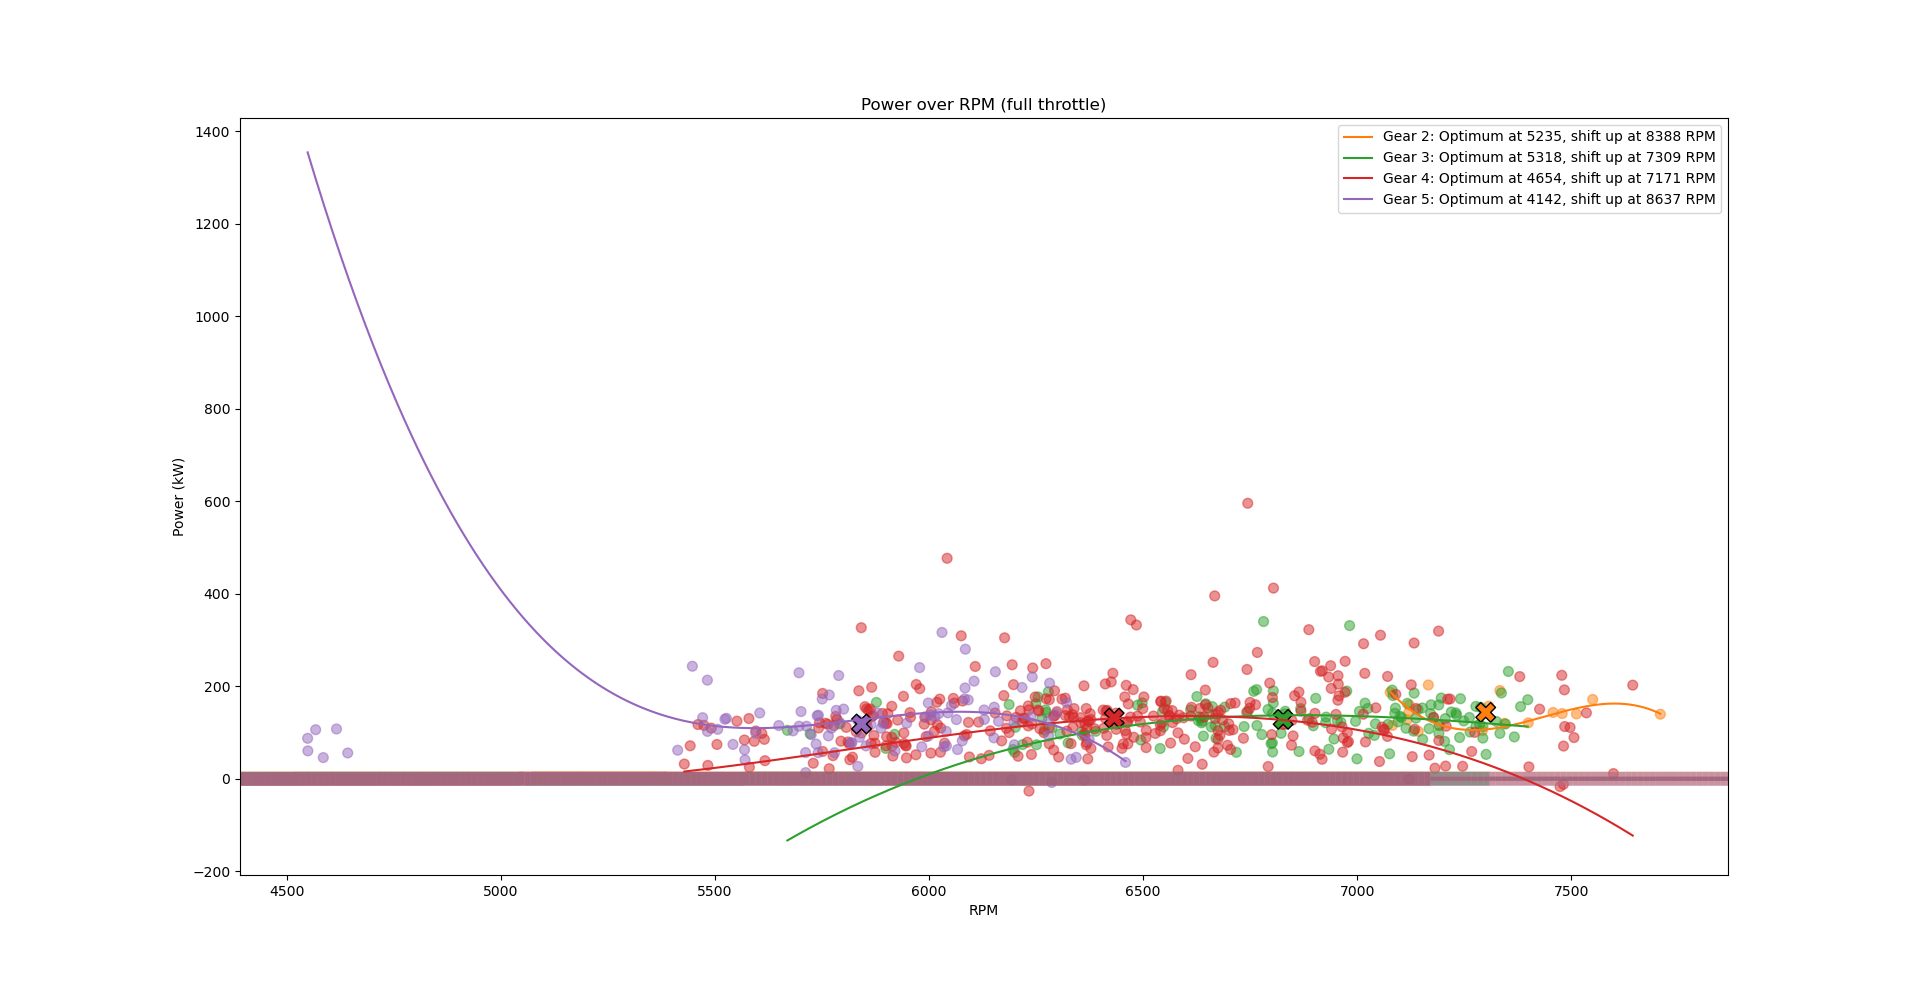 Power over RPM (full throttle)
1400
1200
1000
800
600
400
200
0
−200
Power (kW)
Gear 2: Optimum at 5235, shift up at 8388 RPM
Gear 3: Optimum at 5318, shift up at 7309 RPM
Gear 4: Optimum at 4654, shift up at 7171 RPM
Gear 5: Optimum at 4142, shift up at 8637 RPM
4500 5000 5500 6000 6500 7000 7500
RPM